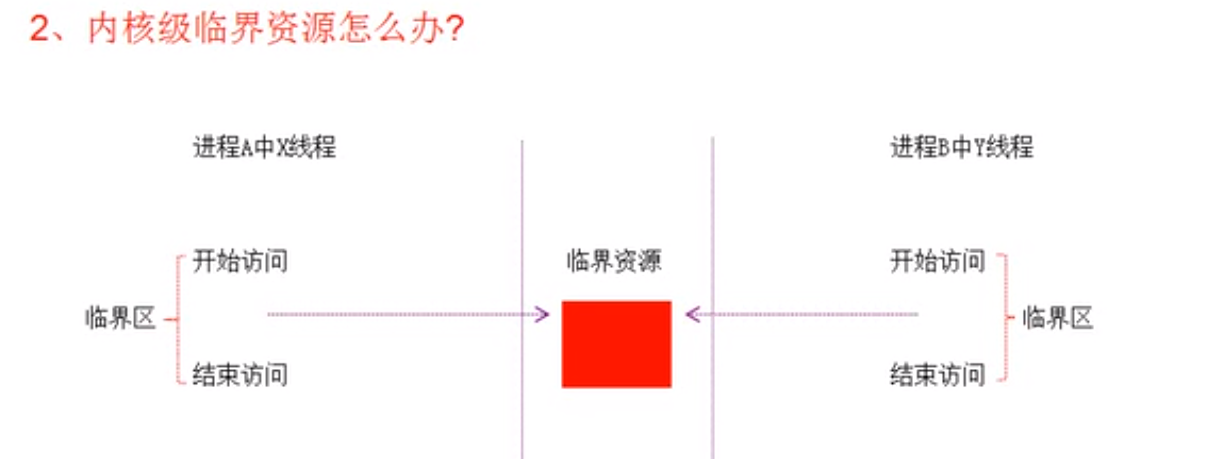 2、内核级临界资源怎么办?
进程A中X线程
进程B中Y线程
开始访问
临界资源
开始访问
临界区
临界区
结束访问
结束访问